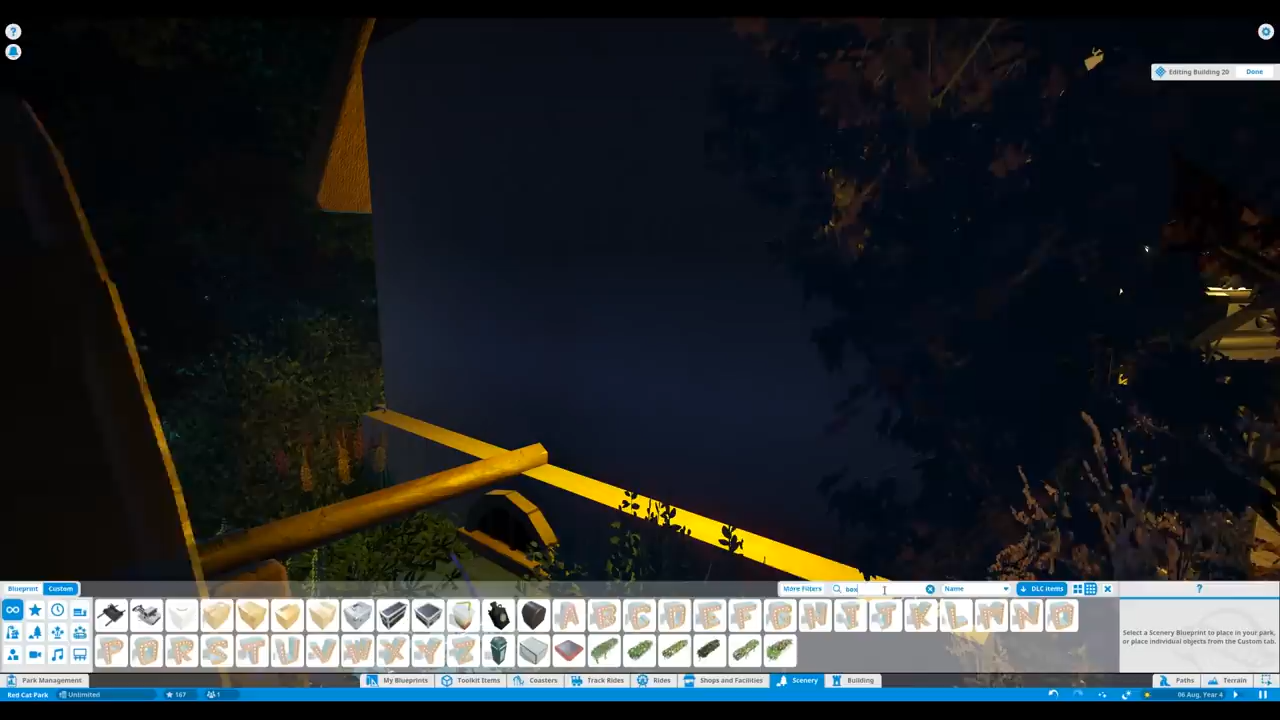 ?
Editing Building 20 Done
Blueprint Custom More Filters box Name DLC items ?
A B C D E F G H I J K L M N O
P Q R S T U V W X Y Z
Select a Scenery Blueprint to place in your park,
or place individual objects from the Custom tab.
Park Management My Blueprints Toolkit Items Coasters Track Rides Rides Shops and Facilities Scenery Building Paths Terrain
Red Cat Park Unlimited 167 1 06 Aug, Year 4